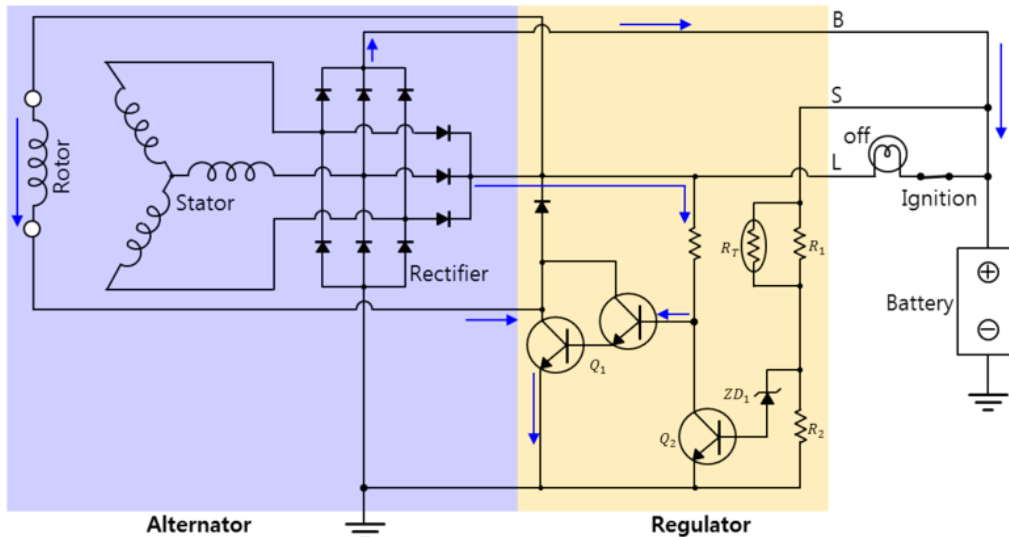 B
S
off
L
Rotor
Stator
Ignition
R_T
R_1
Rectifier
Battery
Q_1
ZD_1
Q_2
R_2
Alternator
Regulator